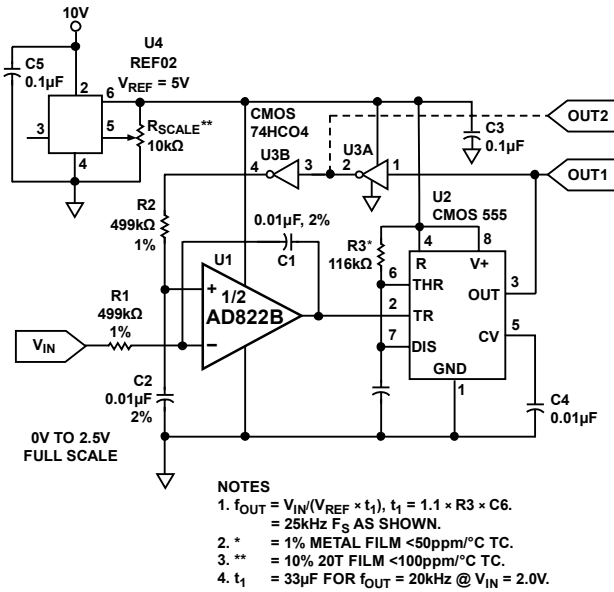 10V
U4
REF02
V_REF = 5V
C5
0.1µF
2
6
3
5
4
R_SCALE**
10kΩ
CMOS
74HCO4
U3B
4
3
U3A
2
1
C3
0.1µF
OUT2
OUT1
R2
499kΩ
1%
0.01µF, 2%
C1
R3*
116kΩ
U2
CMOS 555
4
8
R
V+
6
THR
3
OUT
U1
+
1/2
AD822B
–
2
TR
7
DIS
5
CV
GND
1
R1
499kΩ
1%
V_IN
C2
0.01µF
2%
C4
0.01µF
0V TO 2.5V
FULL SCALE
NOTES
1. f_OUT = V_IN/(V_REF × t_1), t_1 = 1.1 × R3 × C6.
= 25kHz F_S AS SHOWN.
2. * = 1% METAL FILM <50ppm/°C TC.
3. ** = 10% 20T FILM <100ppm/°C TC.
4. t_1 = 33µF FOR f_OUT = 20kHz @ V_IN = 2.0V.